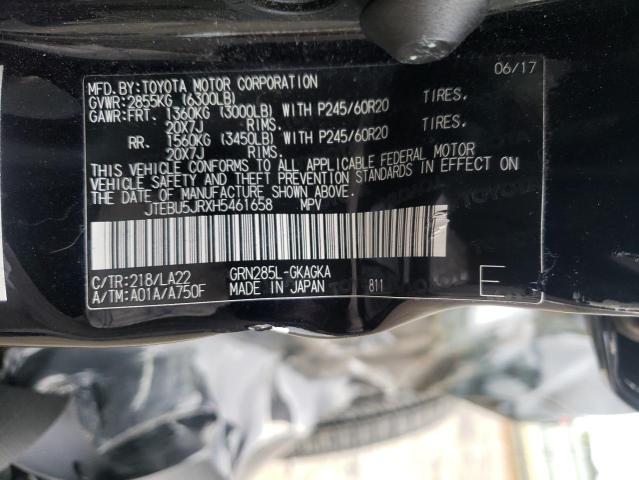 MFD.BY:TOYOTA MOTOR CORPORATION 06/17
GVWR:2855KG (6300LB)
GAWR:FRT. 1360KG (3000LB) WITH P245/60R20 TIRES.
20X7J RIMS.
RR. 1560KG (3450LB) WITH P245/60R20 TIRES.
20X7J RIMS.
THIS VEHICLE CONFORMS TO ALL APPLICABLE FEDERAL MOTOR
VEHICLE SAFETY AND THEFT PREVENTION STANDARDS IN EFFECT ON
THE DATE OF MANUFACTURE SHOWN ABOVE.
JTEBU5JRXH5461658 MPV
C/TR:218/LA22 GRN285L-GKAGKA
A/TM:A01A/A750F MADE IN JAPAN 811 E